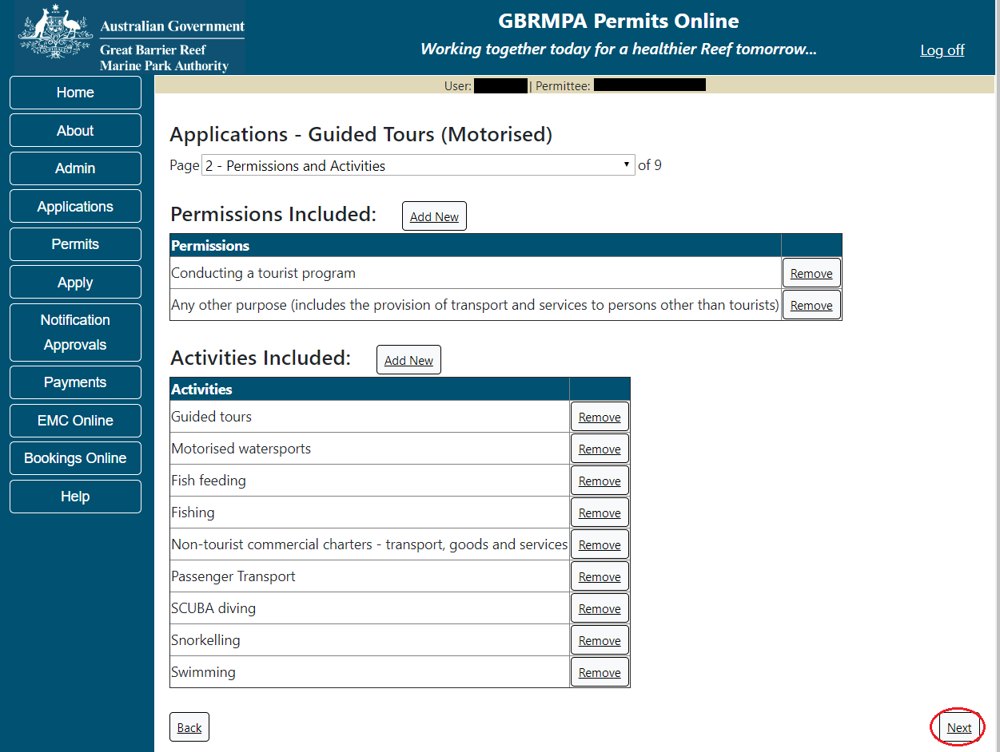 Australian Government
Great Barrier Reef
Marine Park Authority
GBRMPA Permits Online
Working together today for a healthier Reef tomorrow...
Log off
Home
About
Admin
Applications
Permits
Apply
Notification
Approvals
Payments
EMC Online
Bookings Online
Help
User: | Permittee:
Applications - Guided Tours (Motorised)
Page 2 - Permissions and Activities of 9
Permissions Included: Add New
Permissions
Conducting a tourist program Remove
Any other purpose (includes the provision of transport and services to persons other than tourists) Remove
Activities Included: Add New
Activities
Guided tours Remove
Motorised watersports Remove
Fish feeding Remove
Fishing Remove
Non-tourist commercial charters - transport, goods and services Remove
Passenger Transport Remove
SCUBA diving Remove
Snorkelling Remove
Swimming Remove
Back
Next